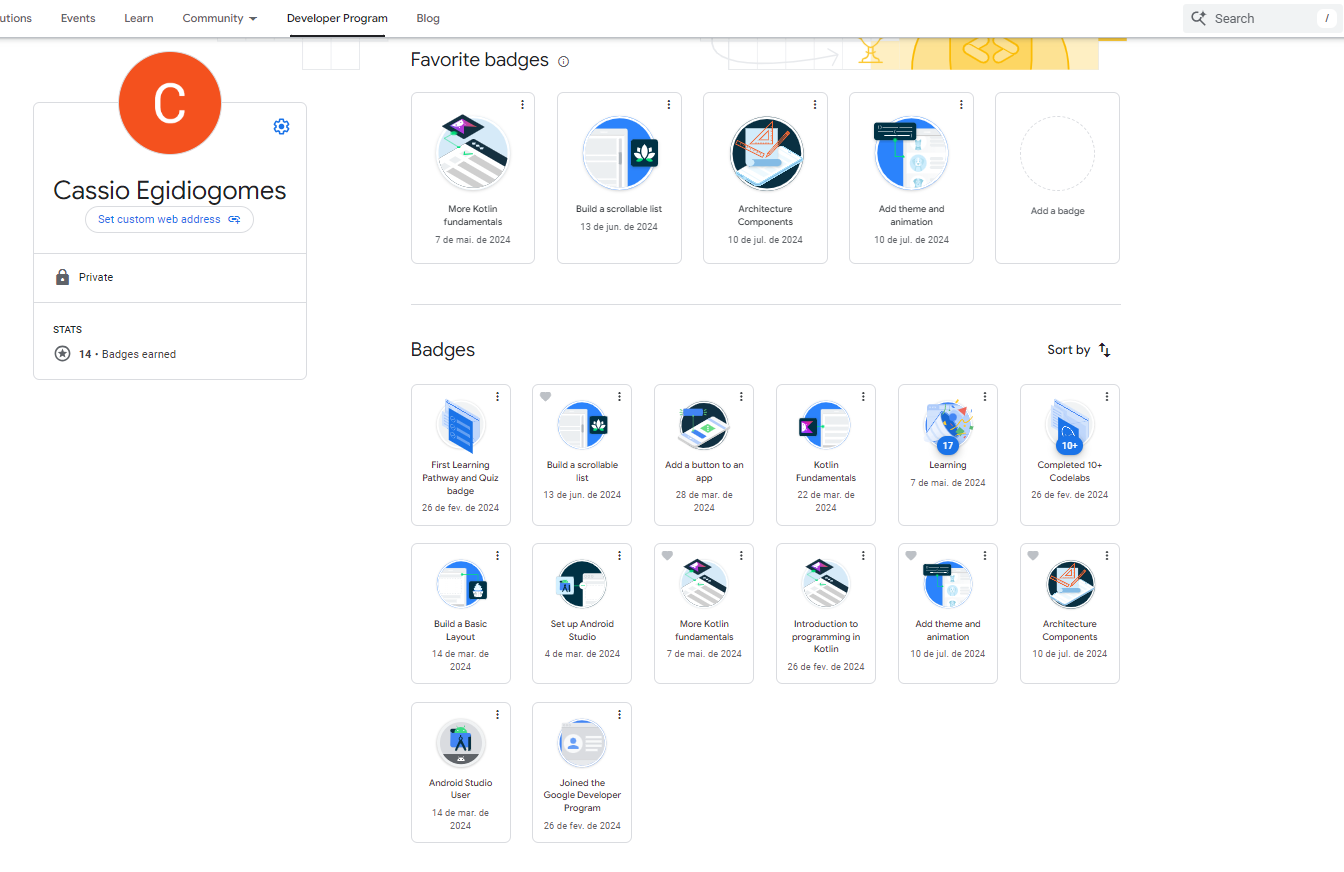 utions Events Learn Community Developer Program Blog Search /
C
Cassio Egidiogomes
Set custom web address
Private
STATS
14 • Badges earned
Favorite badges
More Kotlin
fundamentals
7 de mai. de 2024
Build a scrollable list
13 de jun. de 2024
Architecture
Components
10 de jul. de 2024
Add theme and
animation
10 de jul. de 2024
Add a badge
Badges
Sort by
First Learning
Pathway and Quiz
badge
26 de fev. de 2024
Build a scrollable
list
13 de jun. de 2024
Add a button to an
app
28 de mar. de
2024
Kotlin
Fundamentals
22 de mar. de
2024
17
Learning
7 de mai. de 2024
10+
Completed 10+
Codelabs
26 de fev. de 2024
Build a Basic
Layout
14 de mar. de
2024
Set up Android
Studio
4 de mar. de 2024
More Kotlin
fundamentals
7 de mai. de 2024
Introduction to
programming in
Kotlin
26 de fev. de 2024
Add theme and
animation
10 de jul. de 2024
Architecture
Components
10 de jul. de 2024
Android Studio
User
14 de mar. de
2024
Joined the
Google Developer
Program
26 de fev. de 2024